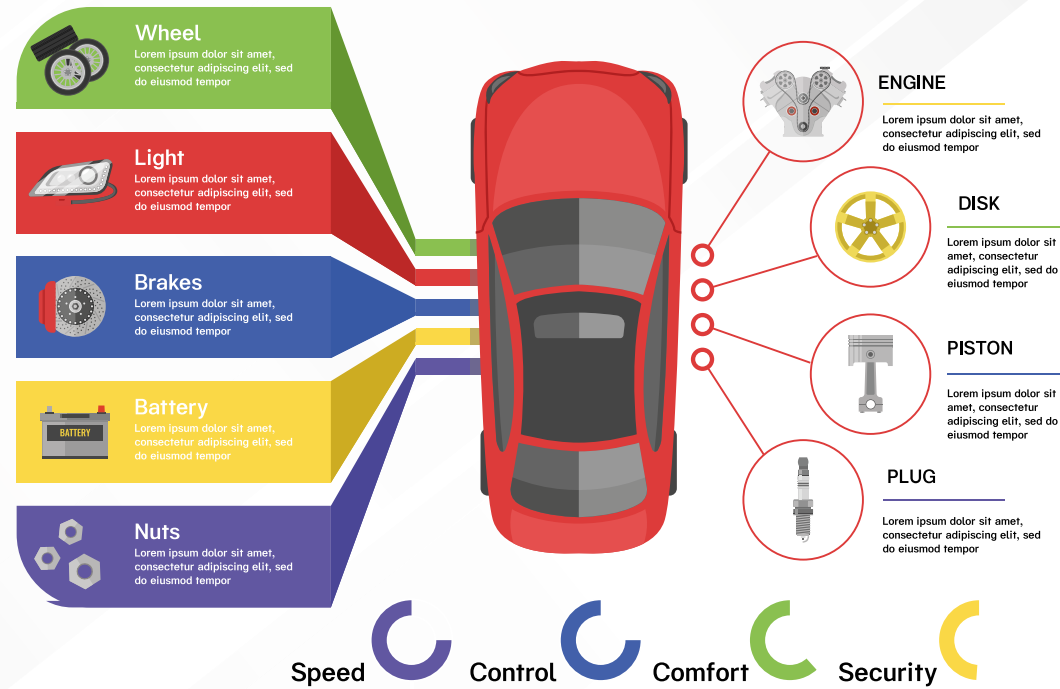 Wheel
Lorem ipsum dolor sit amet,
consectetur adipiscing elit, sed
do eiusmod tempor
Light
Lorem ipsum dolor sit amet,
consectetur adipiscing elit, sed
do eiusmod tempor
Brakes
Lorem ipsum dolor sit amet,
consectetur adipiscing elit, sed
do eiusmod tempor
Battery
Lorem ipsum dolor sit amet,
consectetur adipiscing elit, sed
do eiusmod tempor
BATTERY
Nuts
Lorem ipsum dolor sit amet,
consectetur adipiscing elit, sed
do eiusmod tempor
ENGINE
Lorem ipsum dolor sit amet,
consectetur adipiscing elit, sed
do eiusmod tempor
DISK
Lorem ipsum dolor sit
amet, consectetur
adipiscing elit, sed do
eiusmod tempor
PISTON
Lorem ipsum dolor sit
amet, consectetur
adipiscing elit, sed do
eiusmod tempor
PLUG
Lorem ipsum dolor sit amet,
consectetur adipiscing elit, sed
do eiusmod tempor
Speed
Control
Comfort
Security